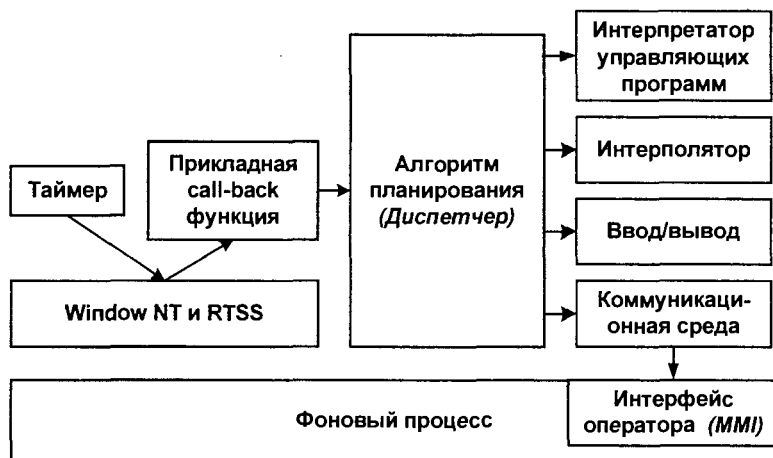 Интерпретатор
управляющих
программ
Прикладная
call-back
функция
Таймер
Алгоритм
планирования
(Диспетчер)
Интерполятор
Ввод/вывод
Window NT и RTSS
Коммуникаци-
онная среда
Фоновый процесс
Интерфейс
оператора (MMI)